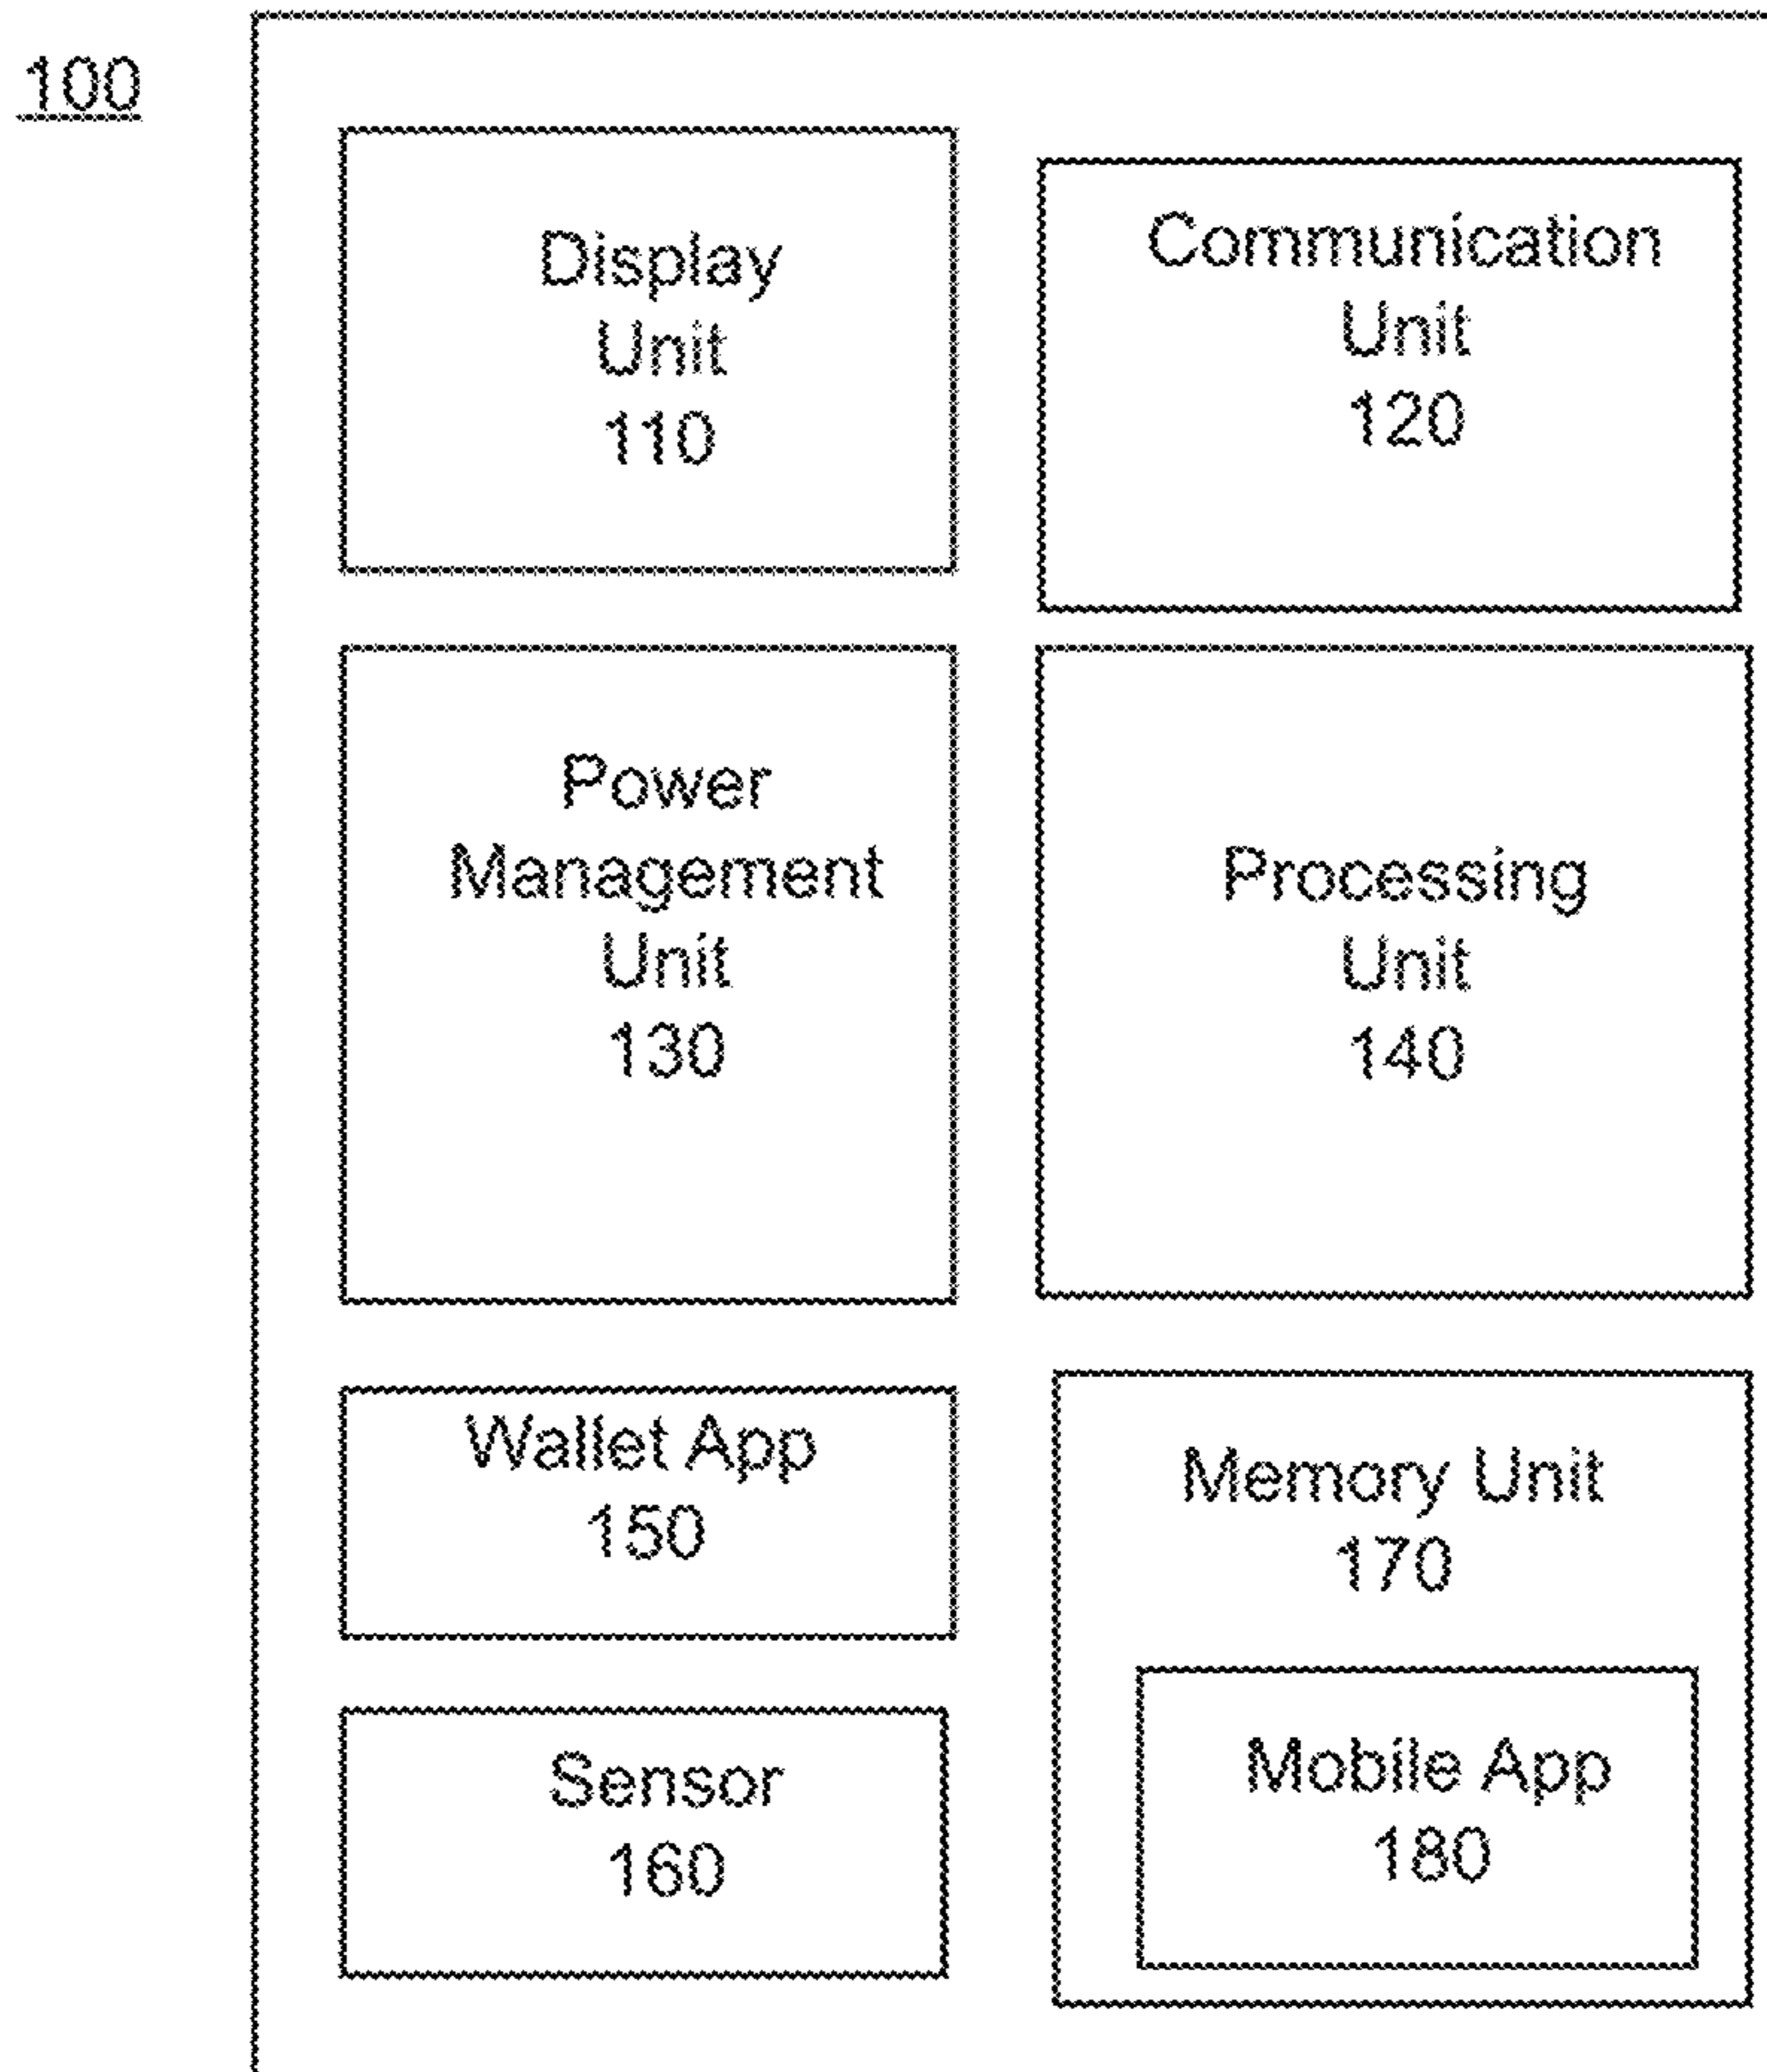 100
Display
Unit
110
Communication
Unit
120
Power
Management
Unit
130
Processing
Unit
140
Wallet App
150
Memory Unit
170
Sensor
160
Mobile App
180